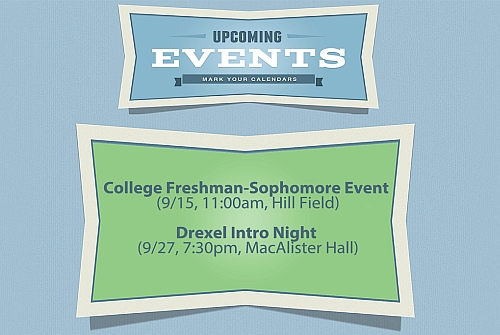 UPCOMING
EVENTS
MARK YOUR CALENDARS
College Freshman-Sophomore Event
(9/15, 11:00am, Hill Field)
Drexel Intro Night
(9/27, 7:30pm, MacAlister Hall)